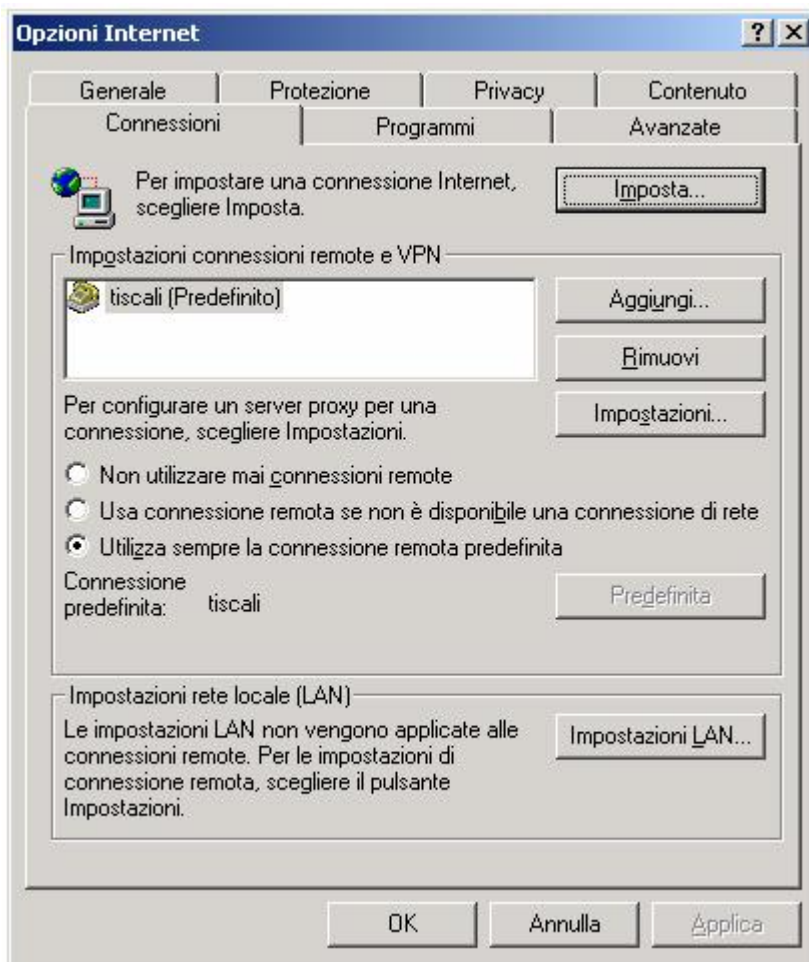 Opzioni Internet
Generale
Protezione
Privacy
Contenuto
Connessioni
Programmi
Avanzate
Per impostare una connessione Internet,
scegliere Imposta.
Imposta...
Impostazioni connessioni remote e VPN
tiscali (Predefinito)
Aggiungi...
Rimuovi
Per configurare un server proxy per una
connessione, scegliere Impostazioni.
Impostazioni...
Non utilizzare mai connessioni remote
Usa connessione remota se non è disponibile una connessione di rete
Utilizza sempre la connessione remota predefinita
Connessione
predefinita:
tiscali
Predefinita
Impostazioni rete locale (LAN)
Le impostazioni LAN non vengono applicate alle
connessioni remote. Per le impostazioni di
connessione remota, scegliere il pulsante
Impostazioni.
Impostazioni LAN...
OK
Annulla
Applica